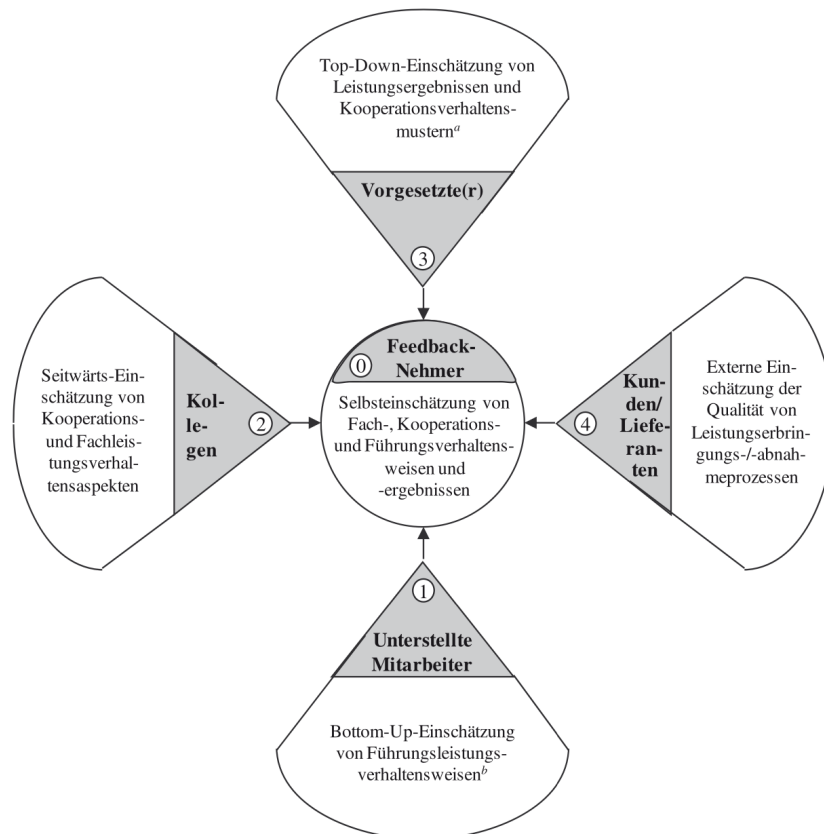 Top-Down-Einschätzung von
Leistungsergebnissen und
Kooperationsverhaltens-
mustern^a
Vorgesetzte(r)
3
Seitwärts-Ein-
schätzung von
Kooperations-
und Fachleis-
tungsverhal-
tensaspekten
Kol-
le-
gen
2
0
Feedback-
Nehmer
Selbsteinschätzung von
Fach-, Kooperations-
und Führungsverhaltens-
weisen und
-ergebnissen
4
Kun-
den/
Liefe-
ran-
ten
Externe Ein-
schätzung der
Qualität von
Leistungserbrin-
gungs-/-abnah-
meprozessen
1
Unterstellte
Mitarbeiter
Bottom-Up-Einschätzung
von Führungsleistungs-
verhaltensweisen^b